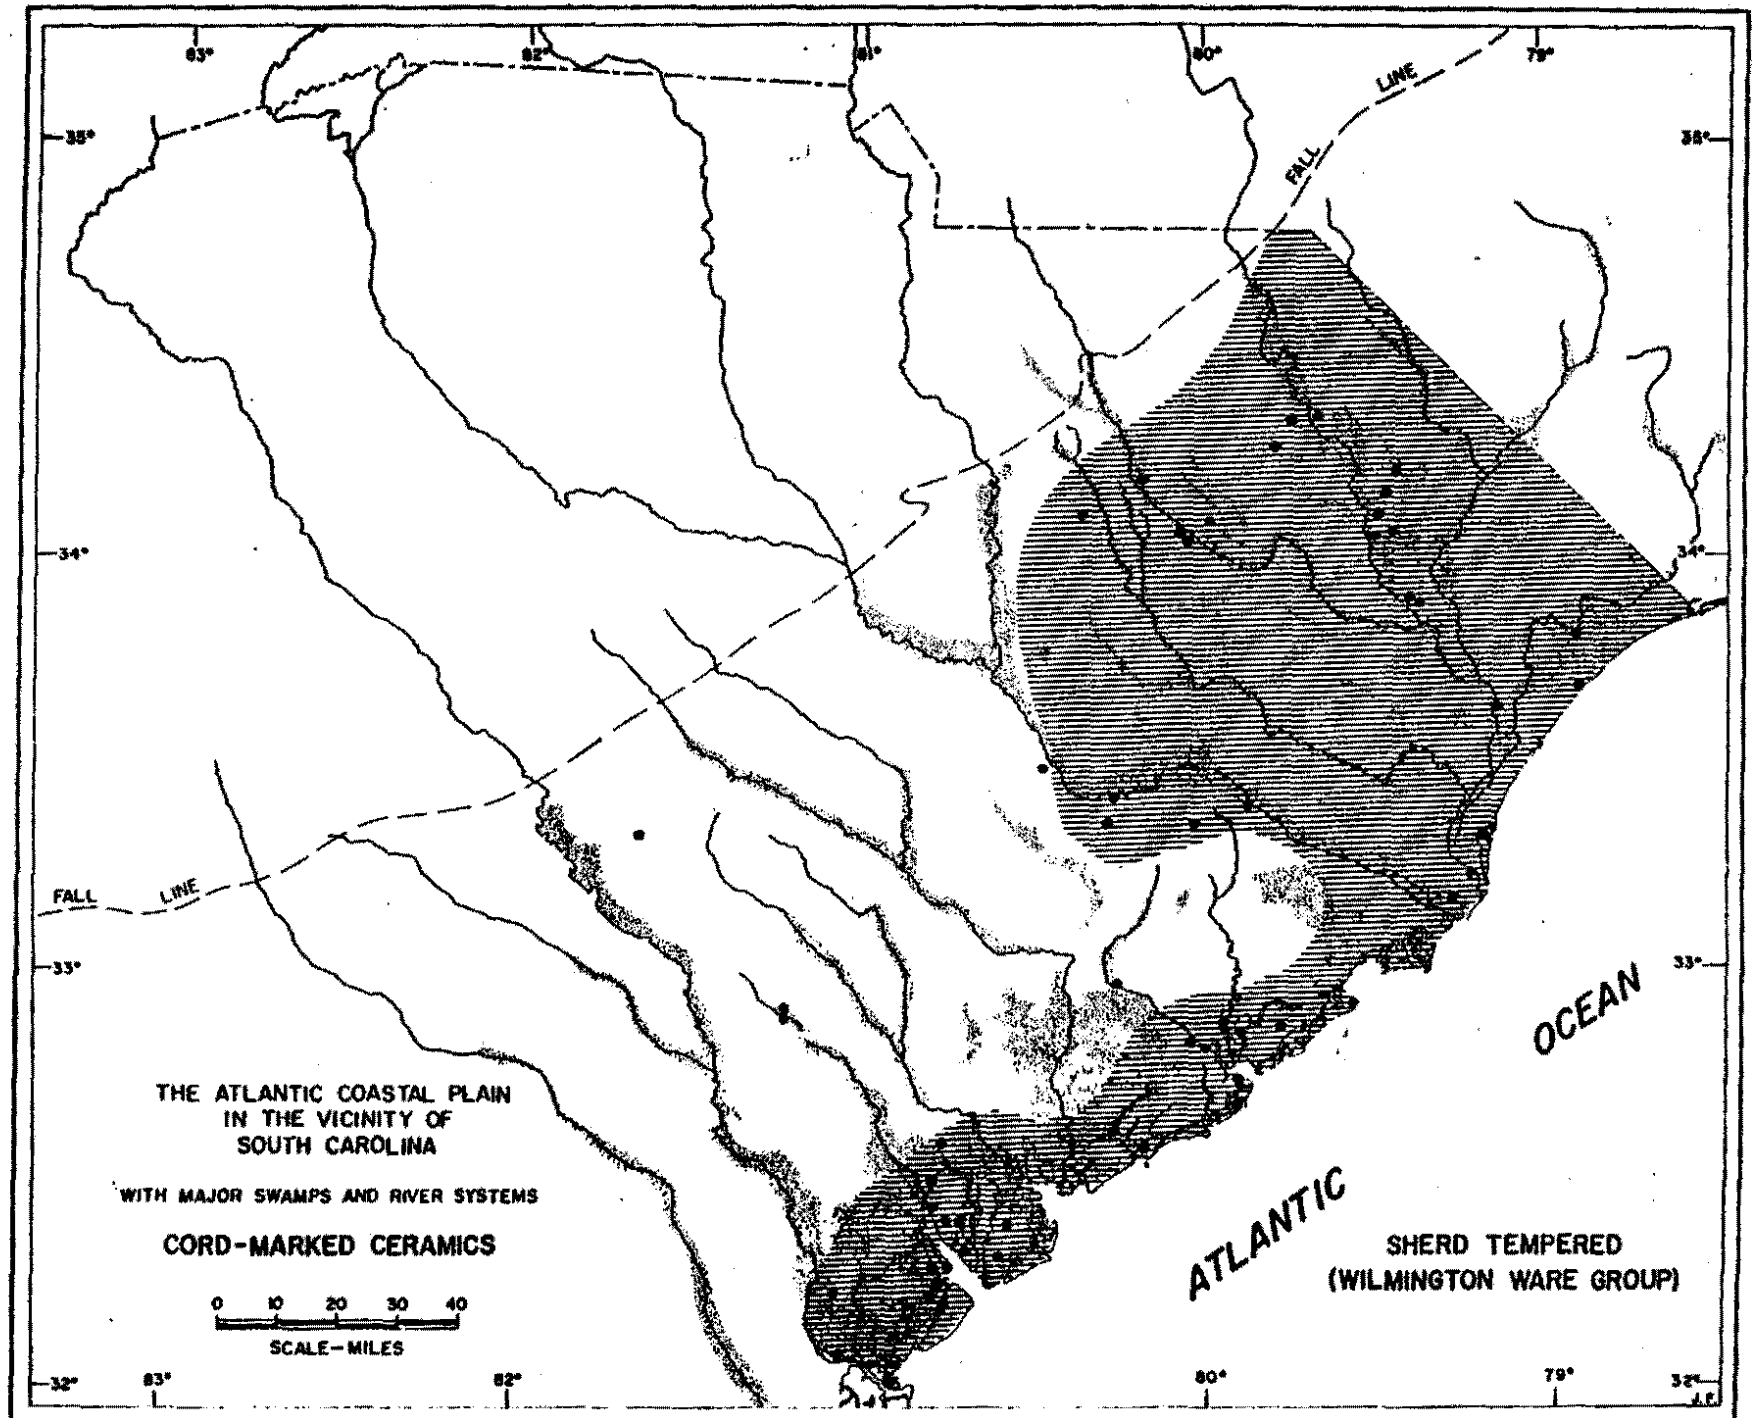 83°
82°
81°
80°
79°
LINE
35°
35°
FALL
34°
34°
FALL
LINE
33°
33°
OCEAN
THE ATLANTIC COASTAL PLAIN
IN THE VICINITY OF
SOUTH CAROLINA
WITH MAJOR SWAMPS AND RIVER SYSTEMS
CORD-MARKED CERAMICS
0 10 20 30 40
SCALE-MILES
ATLANTIC
SHERD TEMPERED
(WILMINGTON WARE GROUP)
32°
83°
82°
80°
79°
32°